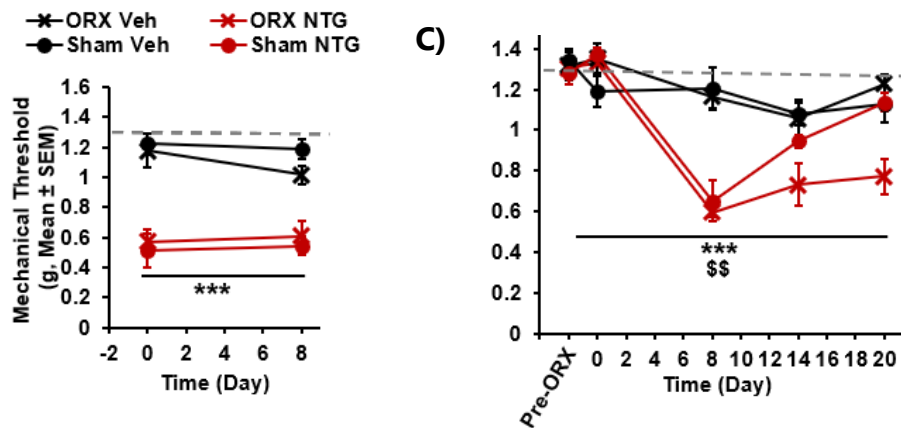 ORX Veh ORX NTG
Sham Veh Sham NTG
C)
Mechanical Threshold
(g, Mean ± SEM)
1.6
1.4
1.2
1
0.8
0.6
0.4
0.2
0
***
-2 0 2 4 6 8
Time (Day)
1.4
1.2
1
0.8
0.6
0.4
0.2
0
***
$$
Pre-ORX 0 2 4 6 8 10 12 14 16 18 20
Time (Day)